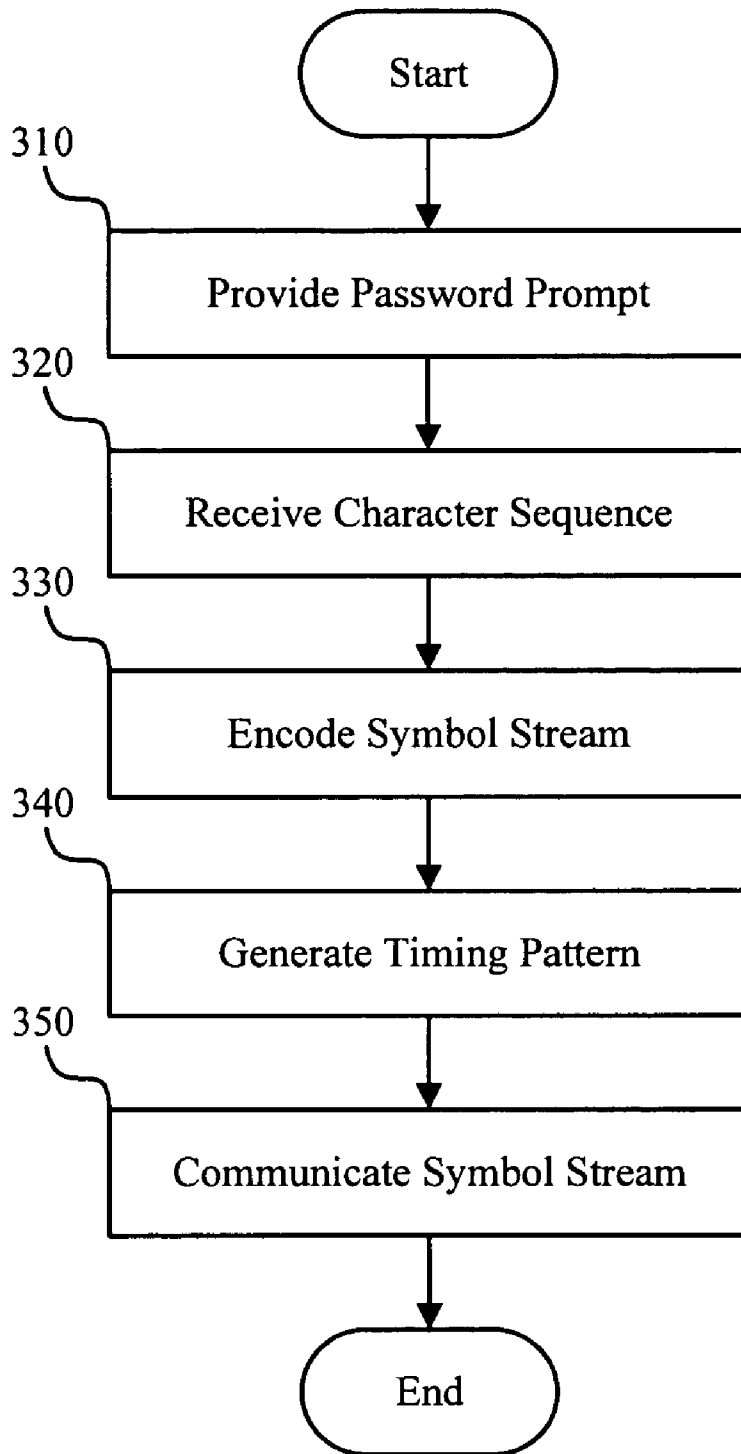 Start
310
Provide Password Prompt
320
Receive Character Sequence
330
Encode Symbol Stream
340
Generate Timing Pattern
350
Communicate Symbol Stream
End